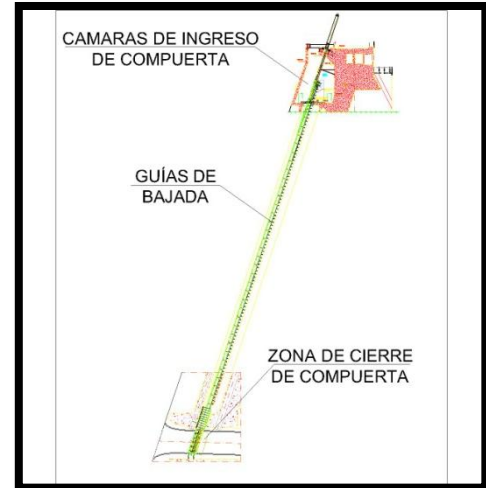 CAMARAS DE INGRESO
DE COMPUERTA
GUÍAS DE
BAJADA
ZONA DE CIERRE
DE COMPUERTA